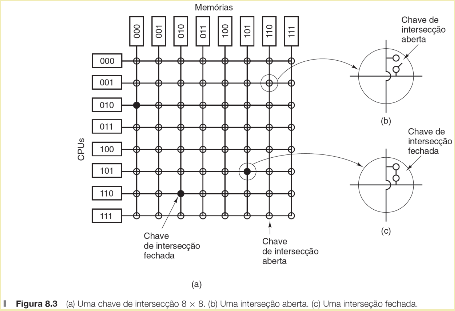 Memórias
000 001 010 011 100 101 110 111
CPUs
000
001
010
011
100
101
110
111
Chave
de intersecção
fechada
Chave
de intersecção
aberta
(a)
Chave de
intersecção
aberta
(b)
Chave de
intersecção
fechada
(c)
Figura 8.3 (a) Uma chave de intersecção 8 × 8. (b) Uma interseção aberta. (c) Uma interseção fechada.